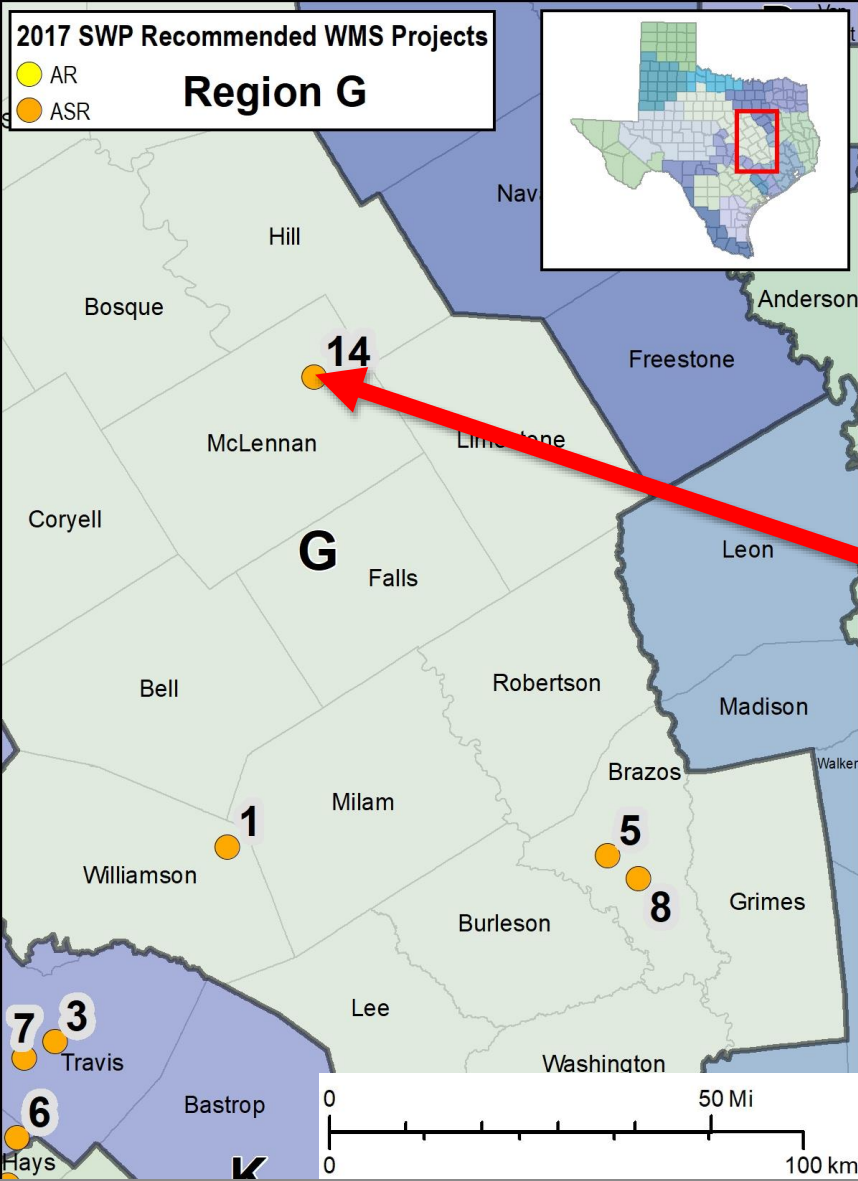 2017 SWP Recommended WMS Projects
AR
ASR
Region G
Hill
Bosque
Anderson
14
Freestone
McLennan
Coryell
G
Leon
Falls
Bell
Robertson
Madison
Walker
Brazos
Milam
1
5
Williamson
8
Grimes
Burleson
Lee
7
3
Travis
Washington
Bastrop
6
Hays
K
0
50 Mi
0
100 km